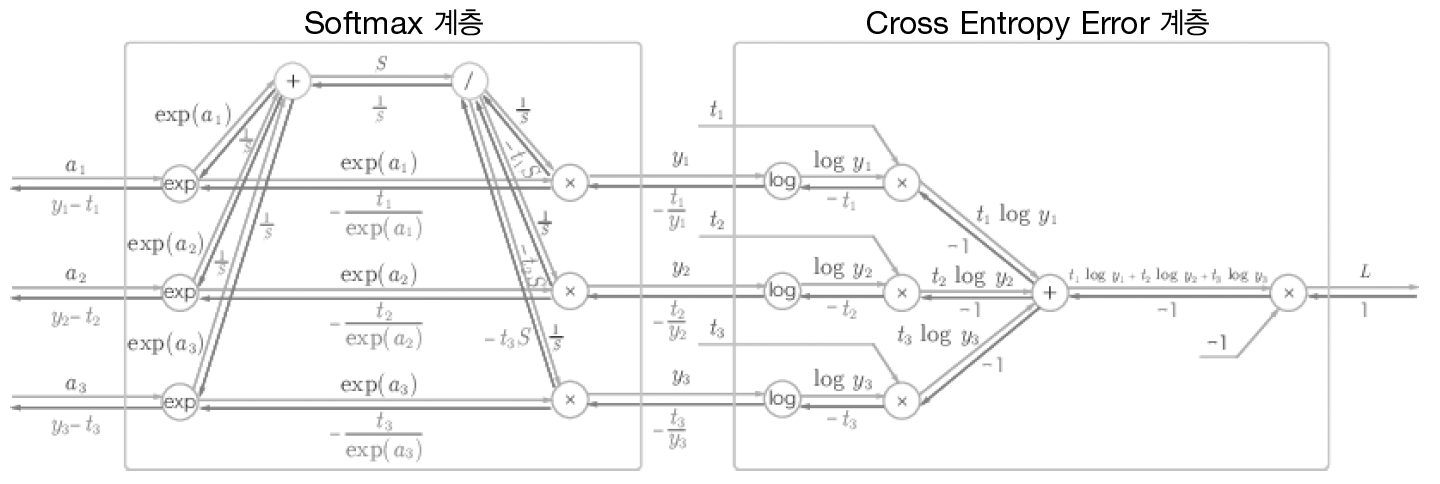 Softmax 계층
Cross Entropy Error 계층
S
+
/
1/S
1/S
exp(a₁)
1/S
-t₁S
t₁
a₁
exp
exp(a₁)
×
y₁
log
log y₁
×
y₁-t₁
-t₁/exp(a₁)
-t₁/y₁
-t₁
t₁ log y₁
-1
1/S
1/S
t₂
exp(a₂)
1/S
-t₂S
a₂
exp
exp(a₂)
×
y₂
log
log y₂
×
t₂ log y₂
+
t₁ log y₁ + t₂ log y₂ + t₃ log y₃
×
L
y₂-t₂
-t₂/exp(a₂)
-t₂/y₂
-t₂
-1
-1
1
exp(a₃)
-t₃S
1/S
t₃
t₃ log y₃
-1
-1
a₃
exp
exp(a₃)
×
y₃
log
log y₃
×
y₃-t₃
-t₃/exp(a₃)
-t₃/y₃
-t₃